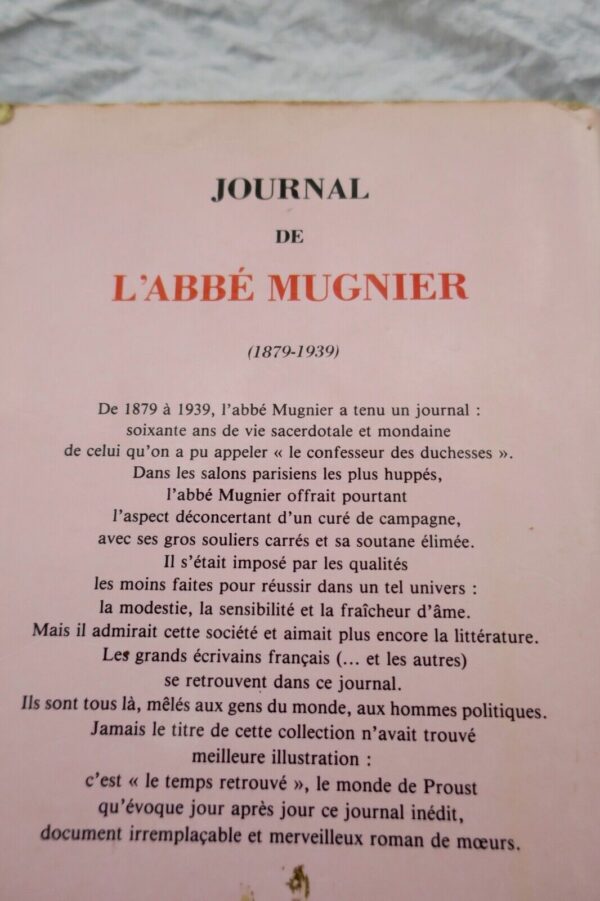 JOURNAL
DE
L'ABBÉ MUGNIER
(1879-1939)
De 1879 à 1939, l'abbé Mugnier a tenu un journal :
soixante ans de vie sacerdotale et mondaine
de celui qu'on a pu appeler « le confesseur des duchesses ».
Dans les salons parisiens les plus huppés,
l'abbé Mugnier offrait pourtant
l'aspect déconcertant d'un curé de campagne,
avec ses gros souliers carrés et sa soutane élimée.
Il s'était imposé par les qualités
les moins faites pour réussir dans un tel univers :
la modestie, la sensibilité et la fraîcheur d'âme.
Mais il admirait cette société et aimait plus encore la littérature.
Les grands écrivains français (... et les autres)
se retrouvent dans ce journal.
Ils sont tous là, mêlés aux gens du monde, aux hommes politiques.
Jamais le titre de cette collection n'avait trouvé
meilleure illustration :
c'est « le temps retrouvé », le monde de Proust
qu'évoque jour après jour ce journal inédit,
document irremplaçable et merveilleux roman de mœurs.